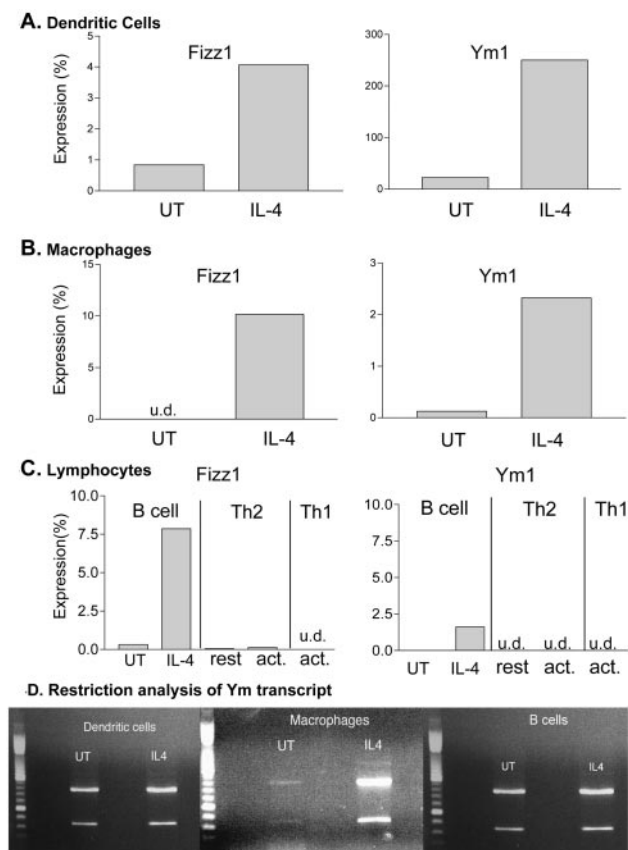 A. Dendritic Cells
Fizz1
Expression (%)
5
4
3
2
1
0
UT IL-4
Ym1
300
200
100
0
UT IL-4
B. Macrophages
Fizz1
Expression (%)
15
10
5
0
u.d.
UT IL-4
Ym1
3
2
1
0
UT IL-4
C. Lymphocytes
Fizz1
Expression(%)
10.0
7.5
5.0
2.5
0.0
B cell Th2 Th1
u.d.
UT IL-4 rest act. act.
Ym1
10.0
7.5
5.0
2.5
0.0
B cell Th2 Th1
u.d. u.d. u.d.
UT IL-4 rest act. act.
D. Restriction analysis of Ym transcript
Dendritic cells
UT IL4
Macrophages
UT IL4
B cells
UT IL4